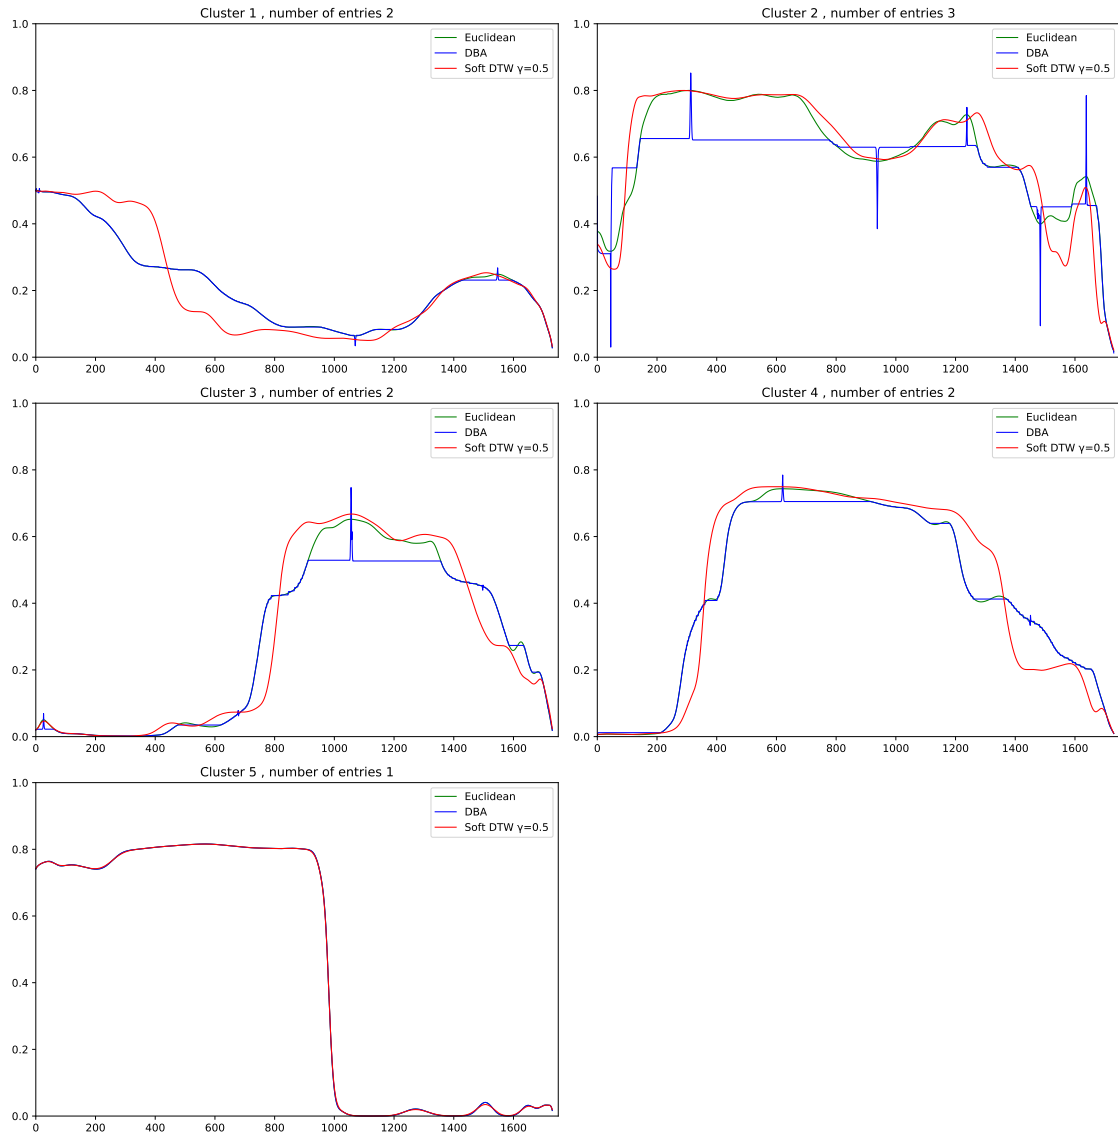 Cluster 1 , number of entries 2
1.0
0.8
0.6
0.4
0.2
0.0
0 200 400 600 800 1000 1200 1400 1600
Euclidean
DBA
Soft DTW γ=0.5
Cluster 2 , number of entries 3
1.0
0.8
0.6
0.4
0.2
0.0
0 200 400 600 800 1000 1200 1400 1600
Euclidean
DBA
Soft DTW γ=0.5
Cluster 3 , number of entries 2
1.0
0.8
0.6
0.4
0.2
0.0
0 200 400 600 800 1000 1200 1400 1600
Euclidean
DBA
Soft DTW γ=0.5
Cluster 4 , number of entries 2
1.0
0.8
0.6
0.4
0.2
0.0
0 200 400 600 800 1000 1200 1400 1600
Euclidean
DBA
Soft DTW γ=0.5
Cluster 5 , number of entries 1
1.0
0.8
0.6
0.4
0.2
0.0
0 200 400 600 800 1000 1200 1400 1600
Euclidean
DBA
Soft DTW γ=0.5